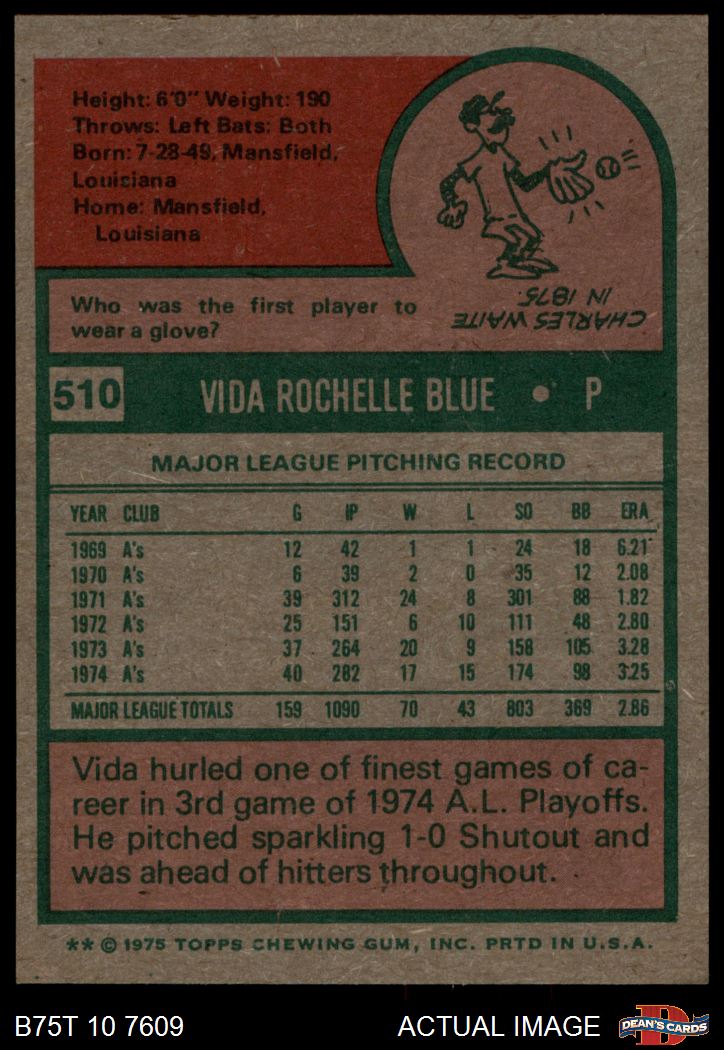 Height: 6'0" Weight: 190
Throws: Left Bats: Both
Born: 7-28-49, Mansfield,
Louisiana
Home: Mansfield,
Louisiana
CHARLES WAITE
IN 1875.
Who was the first player to
wear a glove?
510 VIDA ROCHELLE BLUE • P
MAJOR LEAGUE PITCHING RECORD
YEAR CLUB G IP W L SO BB ERA
1969 A's 12 42 1 1 24 18 6.21
1970 A's 6 39 2 0 35 12 2.08
1971 A's 39 312 24 8 301 88 1.82
1972 A's 25 151 6 10 111 48 2.80
1973 A's 37 264 20 9 158 105 3.28
1974 A's 40 282 17 15 174 98 3.25
MAJOR LEAGUE TOTALS 159 1090 70 43 803 369 2.86
Vida hurled one of finest games of ca-
reer in 3rd game of 1974 A.L. Playoffs.
He pitched sparkling 1-0 Shutout and
was ahead of hitters throughout.
** © 1975 TOPPS CHEWING GUM, INC. PRTD IN U.S.A.
B75T 10 7609 ACTUAL IMAGE D DEAN'S CARDS